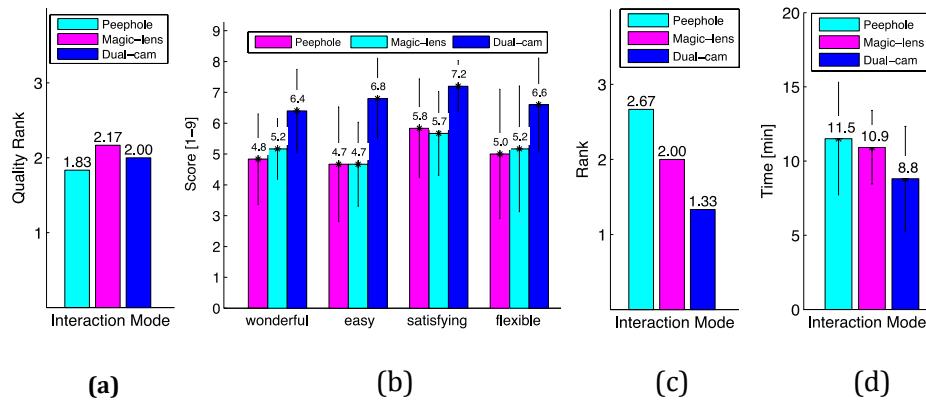 Peephole
Magic-lens
Dual-cam
Quality Rank
3
2
1
1.83
2.17
2.00
Interaction Mode
(a)
Peephole Magic-lens Dual-cam
Score [1-9]
9
8
7
6
5
4
3
2
1
0
4.8
5.2
6.4
4.7
4.7
6.8
5.8
5.7
7.2
5.0
5.2
6.6
wonderful easy satisfying flexible
(b)
Peephole
Magic-lens
Dual-cam
Rank
3
2
1
2.67
2.00
1.33
Interaction Mode
(c)
Peephole
Magic-lens
Dual-cam
Time [min]
20
15
10
5
0
11.5
10.9
8.8
Interaction Mode
(d)